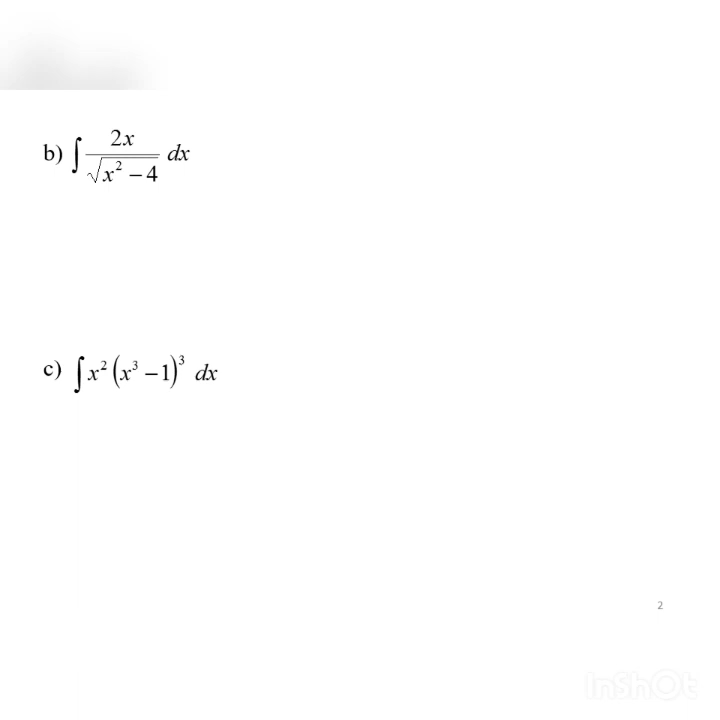 b) ∫ 2x / √(x² – 4) dx
c) ∫ x² (x³ – 1)³ dx
2
InShOt